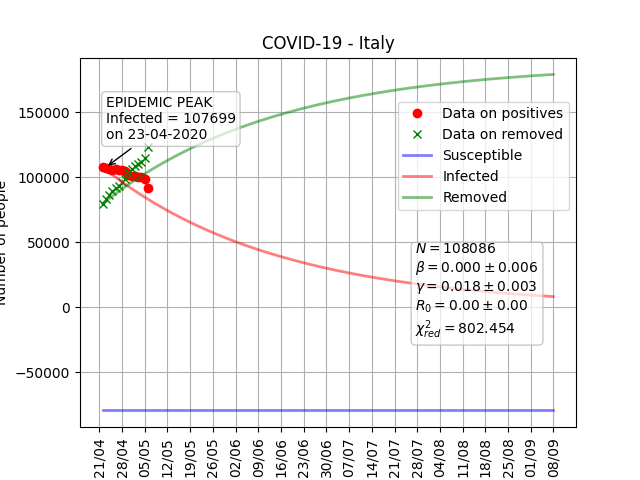 COVID-19 - Italy
EPIDEMIC PEAK
Infected = 107699
on 23-04-2020
Data on positives
Data on removed
Susceptible
Infected
Removed
N = 108086
β = 0.000 ± 0.006
γ = 0.018 ± 0.003
R₀ = 0.00 ± 0.00
χ²red = 802.454
150000
100000
50000
0
−50000
Number of people
21/04
28/04
05/05
12/05
19/05
26/05
02/06
09/06
16/06
23/06
30/06
07/07
14/07
21/07
28/07
04/08
11/08
18/08
25/08
01/09
08/09